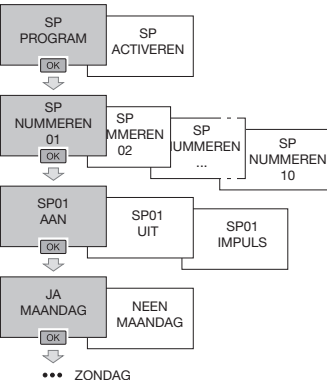 SP
PROGRAM
OK
SP
ACTIVEREN
SP
NUMMEREN
01
OK
SP
MMEREN
02
SP
UMMEREN
...
SP
NUMMEREN
10
SP01
AAN
OK
SP01
UIT
SP01
IMPULS
JA
MAANDAG
OK
NEEN
MAANDAG
••• ZONDAG